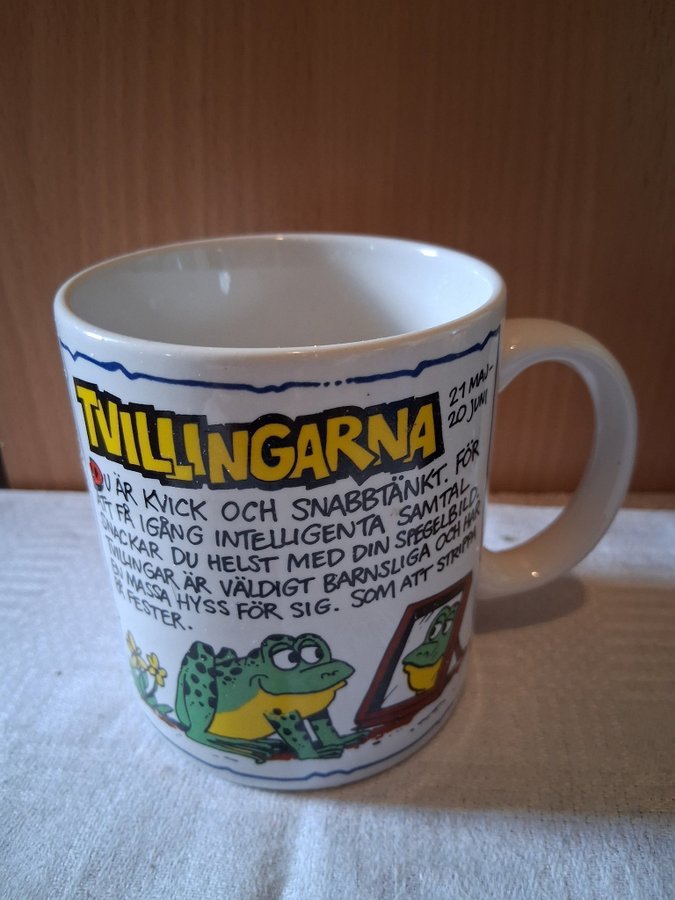 TVILLINGARNA
21 MAJ-
20 JUNI
DU ÄR KVICK OCH SNABBTÄNKT. FÖR
ATT FÅ IGÅNG INTELLIGENTA SAMTAL
SNACKAR DU HELST MED DIN SPEGELBILD.
TVILLINGAR ÄR VÄLDIGT BARNSLIGA OCH HAR
EN MASSA HYSS FÖR SIG. SOM ATT STRIPPA
FESTER.